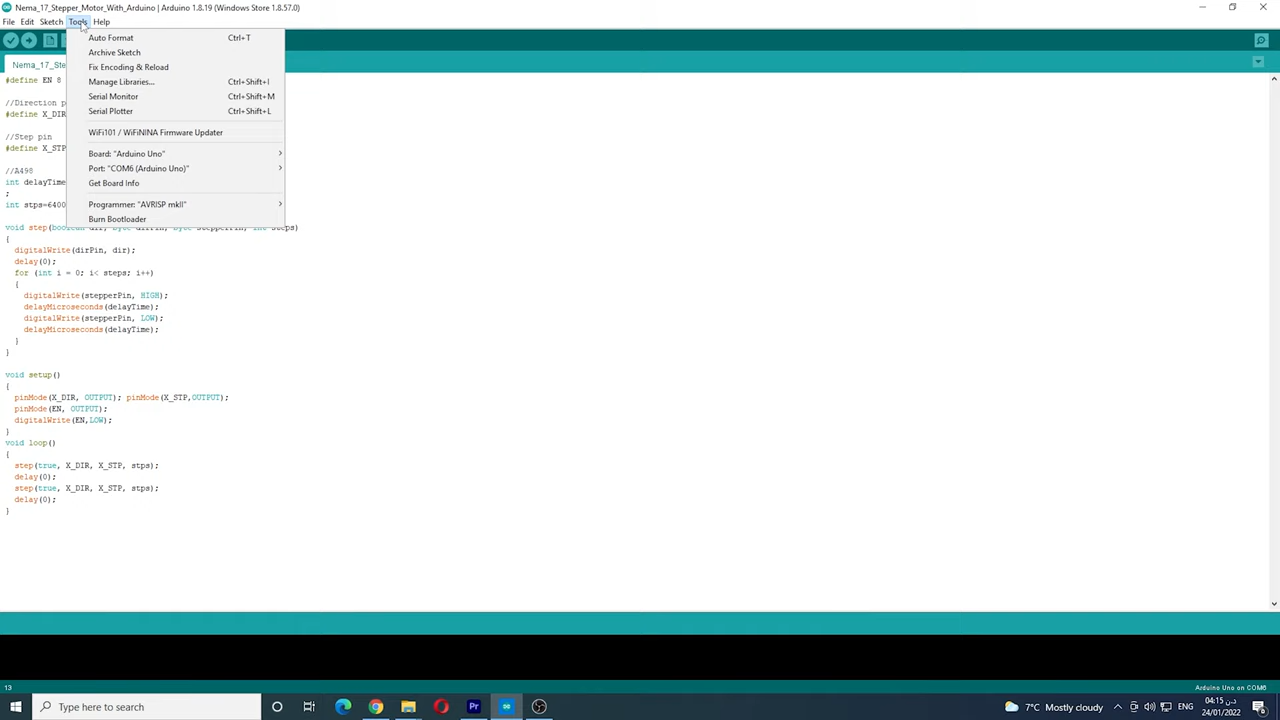 Nema_17_Stepper_Motor_With_Arduino | Arduino 1.8.19 (Windows Store 1.8.57.0)
File Edit Sketch Tools Help
Auto Format Ctrl+T
Archive Sketch
Fix Encoding & Reload
Manage Libraries... Ctrl+Shift+I
Serial Monitor Ctrl+Shift+M
Serial Plotter Ctrl+Shift+L
WiFi101 / WiFiNINA Firmware Updater
Board: "Arduino Uno"
Port: "COM6 (Arduino Uno)"
Get Board Info
Programmer: "AVRISP mkII"
Burn Bootloader
Nema_17_Ste
#define EN 8
//Direction p
#define X_DIR
//Step pin
#define X_STP
//A498
int delayTime
;
int stps=6400
void step(boolean dir, byte dirPin, byte stepperPin, int steps)
{
digitalWrite(dirPin, dir);
delay(0);
for (int i = 0; i< steps; i++)
{
digitalWrite(stepperPin, HIGH);
delayMicroseconds(delayTime);
digitalWrite(stepperPin, LOW);
delayMicroseconds(delayTime);
}
}
void setup()
{
pinMode(X_DIR, OUTPUT); pinMode(X_STP,OUTPUT);
pinMode(EN, OUTPUT);
digitalWrite(EN,LOW);
}
void loop()
{
step(true, X_DIR, X_STP, stps);
delay(0);
step(true, X_DIR, X_STP, stps);
delay(0);
}
13 Arduino Uno on COM6
Type here to search
Pr
7°C Mostly cloudy
ENG
04:15 د.ن
24/01/2022